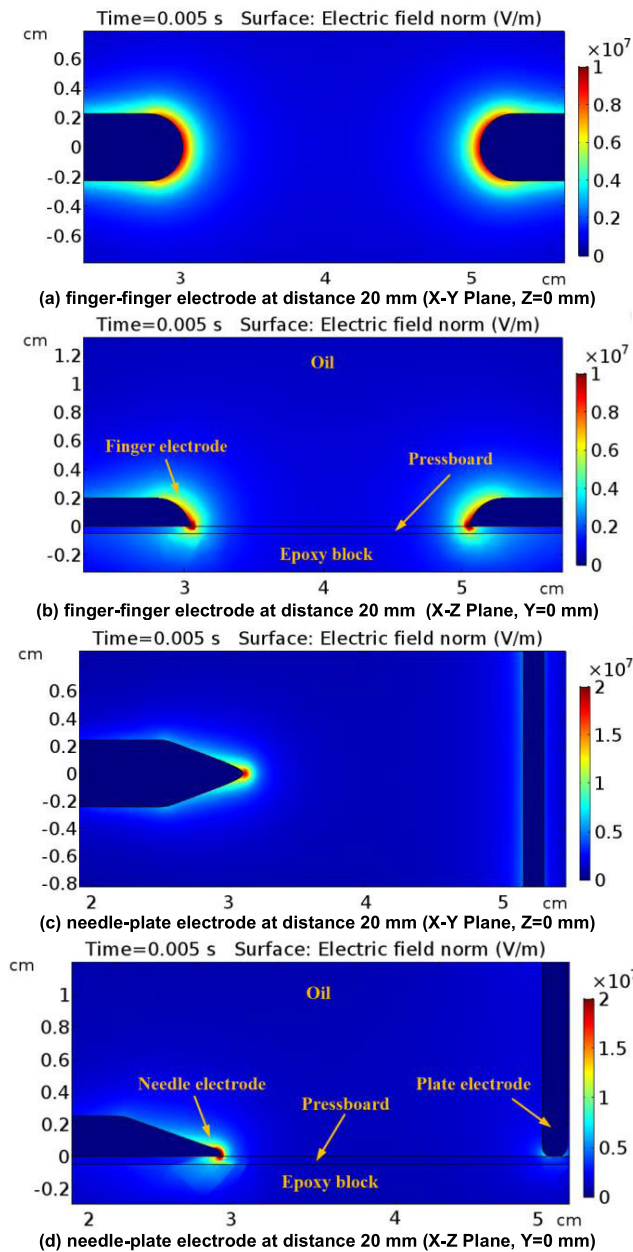 Time=0.005 s   Surface: Electric field norm (V/m)
cm
×10⁷
1
0.8
0.6
0.4
0.2
0
0.6
0.4
0.2
0
-0.2
-0.4
-0.6
3
4
5
cm
(a) finger-finger electrode at distance 20 mm (X-Y Plane, Z=0 mm)
Time=0.005 s   Surface: Electric field norm (V/m)
cm
×10⁷
1
0.8
0.6
0.4
0.2
0
1.2
1
0.8
0.6
0.4
0.2
0
-0.2
Oil
Finger electrode
Pressboard
Epoxy block
3
4
5
cm
(b) finger-finger electrode at distance 20 mm  (X-Z Plane, Y=0 mm)
Time=0.005 s   Surface: Electric field norm (V/m)
cm
×10⁷
2
1.5
1
0.5
0
0.6
0.4
0.2
0
-0.2
-0.4
-0.6
-0.8
2
3
4
5
cm
(c) needle-plate electrode at distance 20 mm (X-Y Plane, Z=0 mm)
Time=0.005 s   Surface: Electric field norm (V/m)
cm
×10⁷
2
1.5
1
0.5
0
1
0.8
0.6
0.4
0.2
0
-0.2
Oil
Needle electrode
Plate electrode
Pressboard
Epoxy block
2
3
4
5
cm
(d) needle-plate electrode at distance 20 mm (X-Z Plane, Y=0 mm)